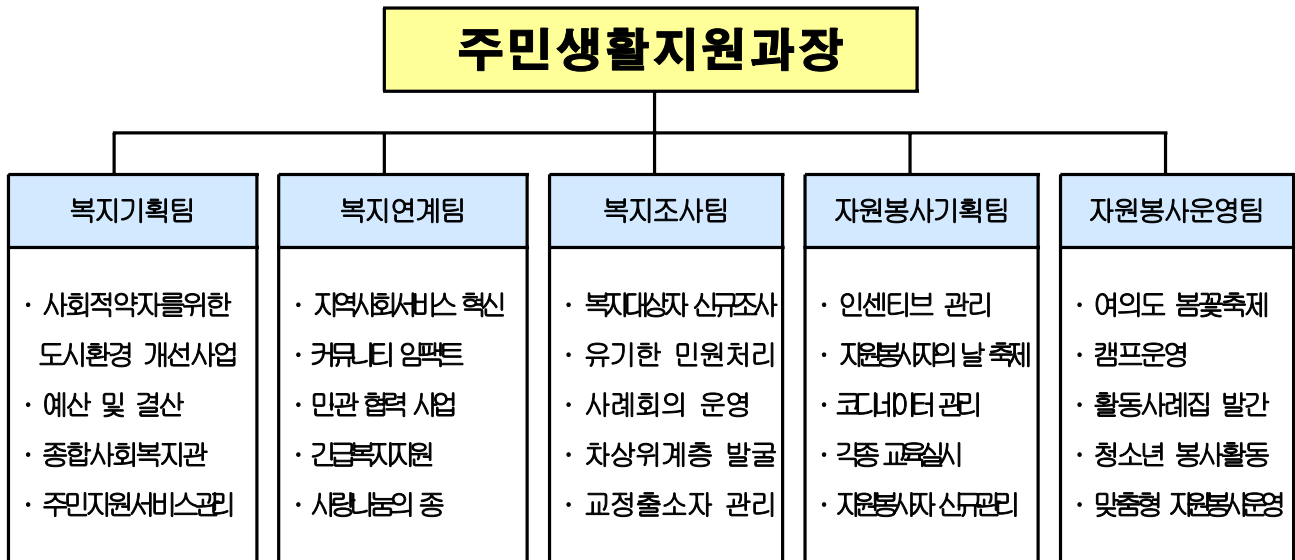 주민생활지원과장
복지기획팀
· 사회적약자를위한
도시환경 개선사업
· 예산 및 결산
· 종합사회복지관
· 주민지원서비스관리
복지연계팀
· 지역사회서비스 혁신
· 커뮤니티 임팩트
· 민관 협력 사업
· 긴급복지지원
· 사랑나눔의 종
복지조사팀
· 복지대상자 신규조사
· 유기한 민원처리
· 사례회의 운영
· 차상위계층 발굴
· 교정출소자 관리
자원봉사기획팀
· 인센티브 관리
· 자원봉사자의 날 축제
· 코디네이터 관리
· 각종 교육실시
· 자원봉사자 신규관리
자원봉사운영팀
· 여의도 봄꽃축제
· 캠프운영
· 활동사례집 발간
· 청소년 봉사활동
· 맞춤형 자원봉사운영